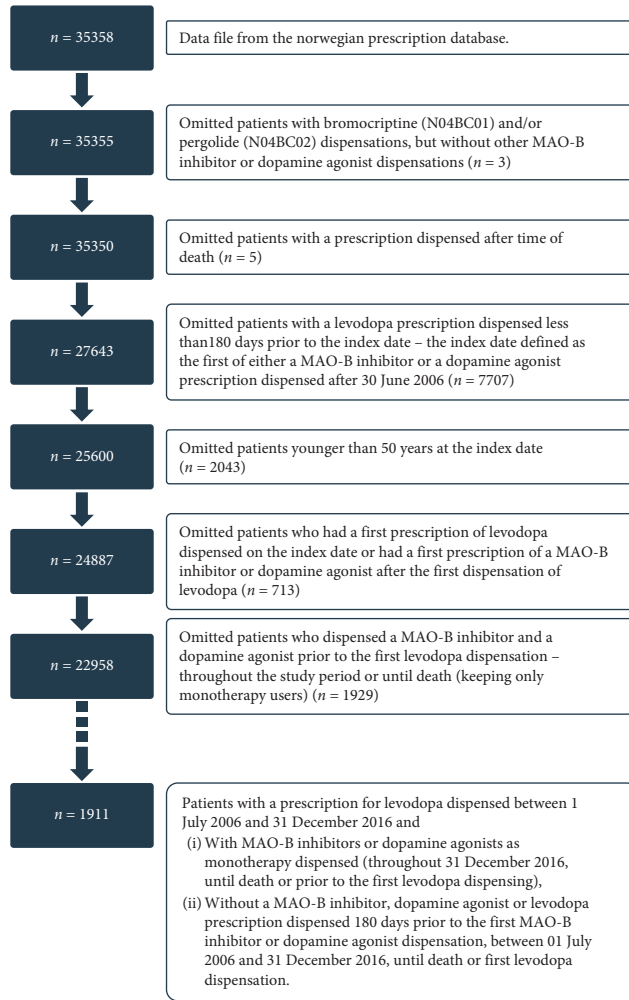 n = 35358
Data file from the norwegian prescription database.
n = 35355
Omitted patients with bromocriptine (N04BC01) and/or
pergolide (N04BC02) dispensations, but without other MAO-B
inhibitor or dopamine agonist dispensations (n = 3)
n = 35350
Omitted patients with a prescription dispensed after time of
death (n = 5)
n = 27643
Omitted patients with a levodopa prescription dispensed less
than180 days prior to the index date – the index date defined as
the first of either a MAO-B inhibitor or a dopamine agonist
prescription dispensed after 30 June 2006 (n = 7707)
n = 25600
Omitted patients younger than 50 years at the index date
(n = 2043)
n = 24887
Omitted patients who had a first prescription of levodopa
dispensed on the index date or had a first prescription of a MAO-B
inhibitor or dopamine agonist after the first dispensation of
levodopa (n = 713)
n = 22958
Omitted patients who dispensed a MAO-B inhibitor and a
dopamine agonist prior to the first levodopa dispensation –
throughout the study period or until death (keeping only
monotherapy users) (n = 1929)
n = 1911
Patients with a prescription for levodopa dispensed between 1
July 2006 and 31 December 2016 and
(i) With MAO-B inhibitors or dopamine agonists as
monotherapy dispensed (throughout 31 December 2016,
until death or prior to the first levodopa dispensing),
(ii) Without a MAO-B inhibitor, dopamine agonist or levodopa
prescription dispensed 180 days prior to the first MAO-B
inhibitor or dopamine agonist dispensation, between 01 July
2006 and 31 December 2016, until death or first levodopa
dispensation.